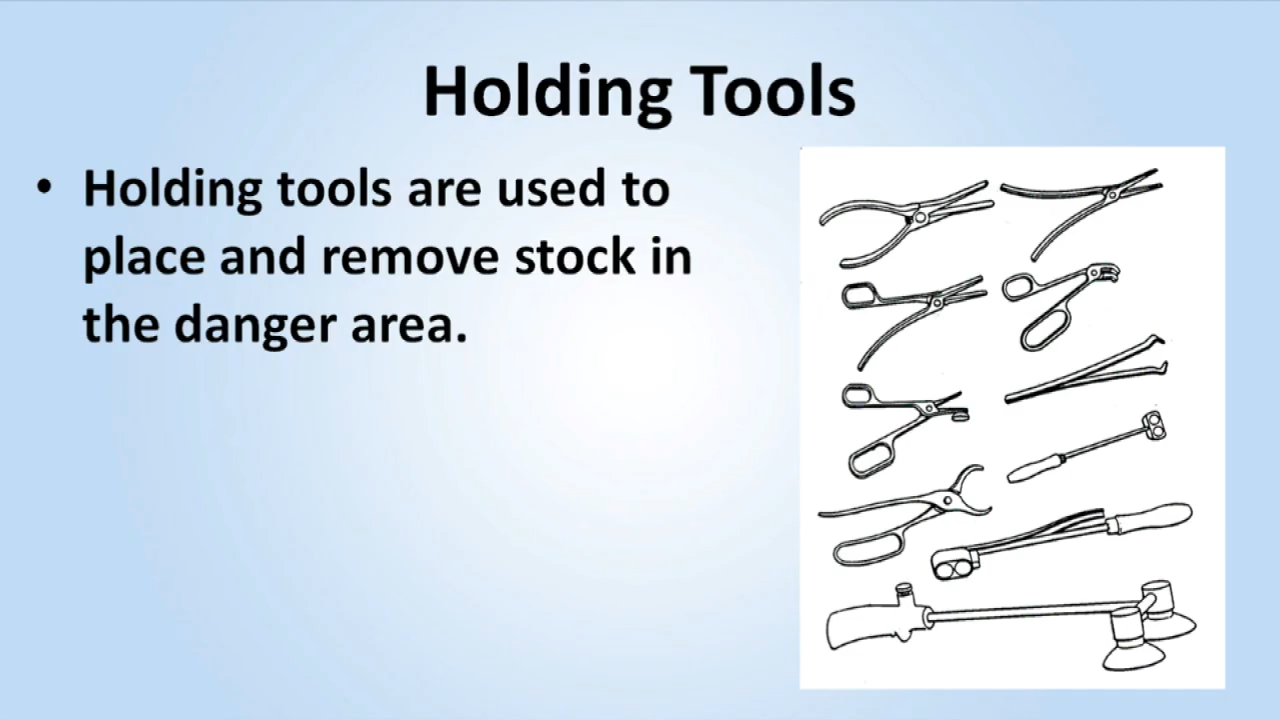 Holding Tools
• Holding tools are used to
place and remove stock in
the danger area.